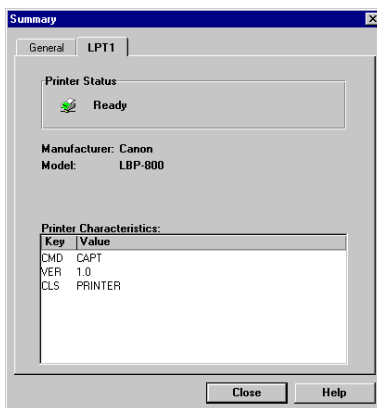 Summary
General LPT1
Printer Status
Ready
Manufacturer: Canon
Model: LBP-800
Printer Characteristics:
Key Value
CMD CAPT
VER 1.0
CLS PRINTER
Close Help